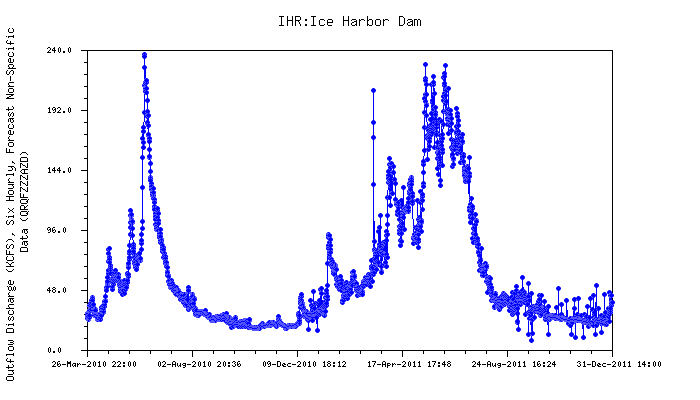 IHR:Ice Harbor Dam
Outflow Discharge (KCFS), Six Hourly, Forecast Non-Specific
Data (QRQFZZZAZD)
240.0
192.0
144.0
96.0
48.0
0.0
26-Mar-2010 22:00 02-Aug-2010 20:36 09-Dec-2010 18:12 17-Apr-2011 17:48 24-Aug-2011 16:24 31-Dec-2011 14:00